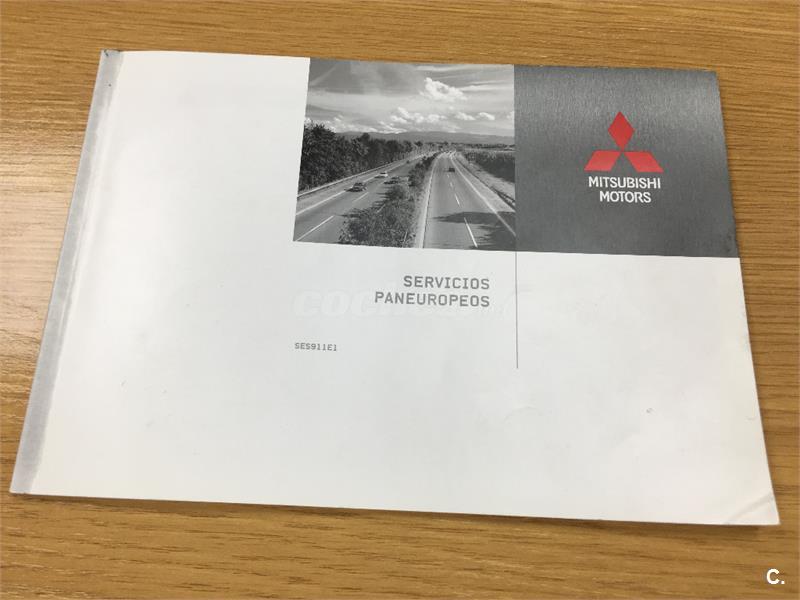 MITSUBISHI
MOTORS
SERVICIOS
PANEUROPEOS
SES911E1
C.